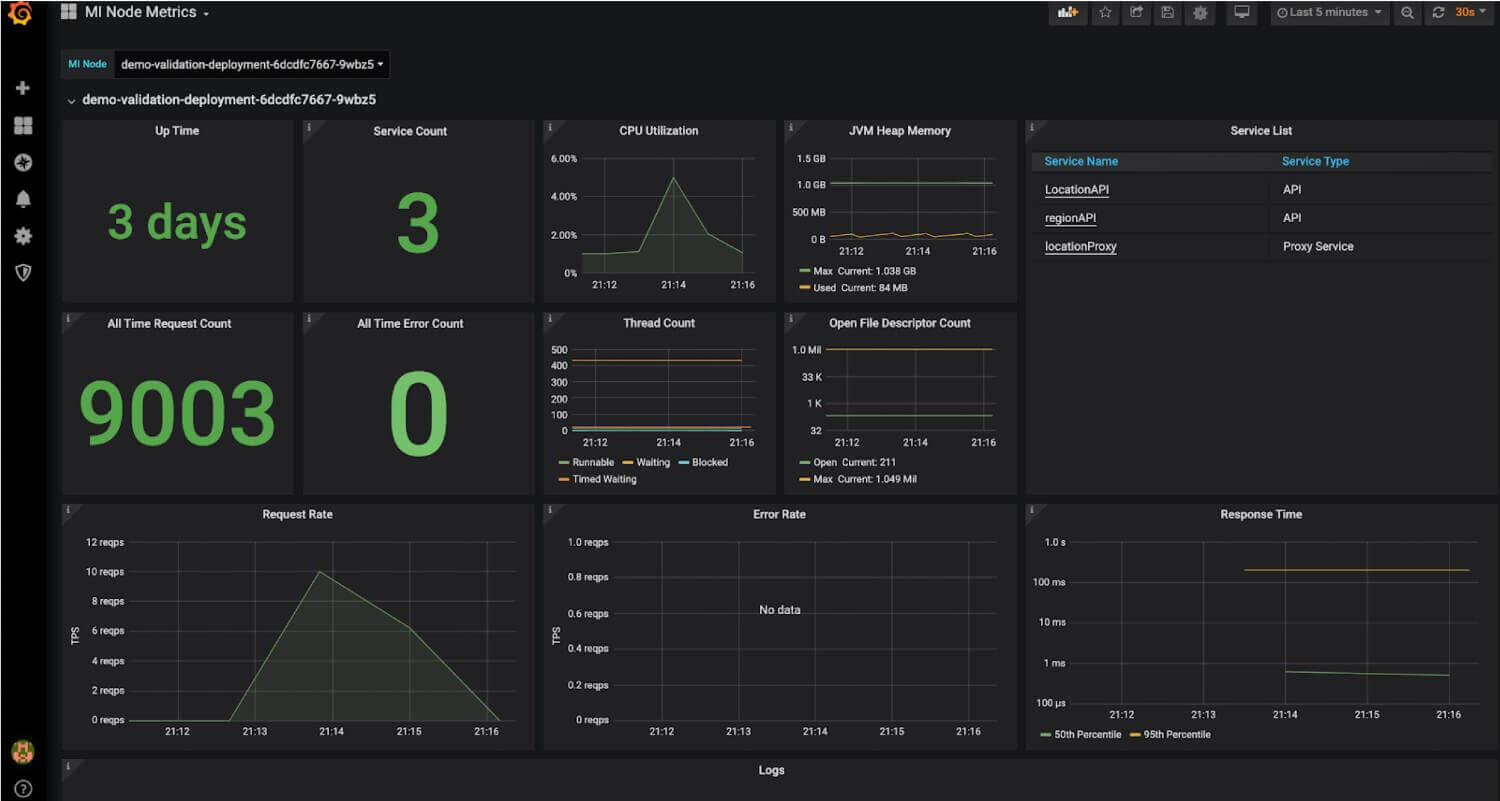 MI Node Metrics
Last 5 minutes
30s
MI Node
demo-validation-deployment-6dcdfc7667-9wbz5
demo-validation-deployment-6dcdfc7667-9wbz5
Up Time
3 days
Service Count
3
CPU Utilization
6.00%
4.00%
2.00%
0%
21:12 21:14 21:16
JVM Heap Memory
1.5 GB
1.0 GB
500 MB
0 B
21:12 21:14 21:16
Max Current: 1.038 GB
Used Current: 84 MB
Service List
Service Name Service Type
LocationAPI API
regionAPI API
locationProxy Proxy Service
All Time Request Count
9003
All Time Error Count
0
Thread Count
500
400
300
200
100
0
21:12 21:14 21:16
Runnable Waiting Blocked
Timed Waiting
Open File Descriptor Count
1.0 Mil
33 K
1 K
32
21:12 21:14 21:16
Open Current: 211
Max Current: 1.049 Mil
Request Rate
TPS
12 reqps
10 reqps
8 reqps
6 reqps
4 reqps
2 reqps
0 reqps
21:12 21:13 21:14 21:15 21:16
Error Rate
TPS
1.0 reqps
0.8 reqps
0.6 reqps
0.4 reqps
0.2 reqps
0 reqps
No data
21:12 21:13 21:14 21:15 21:16
Response Time
1.0 s
100 ms
10 ms
1 ms
100 µs
21:12 21:13 21:14 21:15 21:16
50th Percentile 95th Percentile
Logs